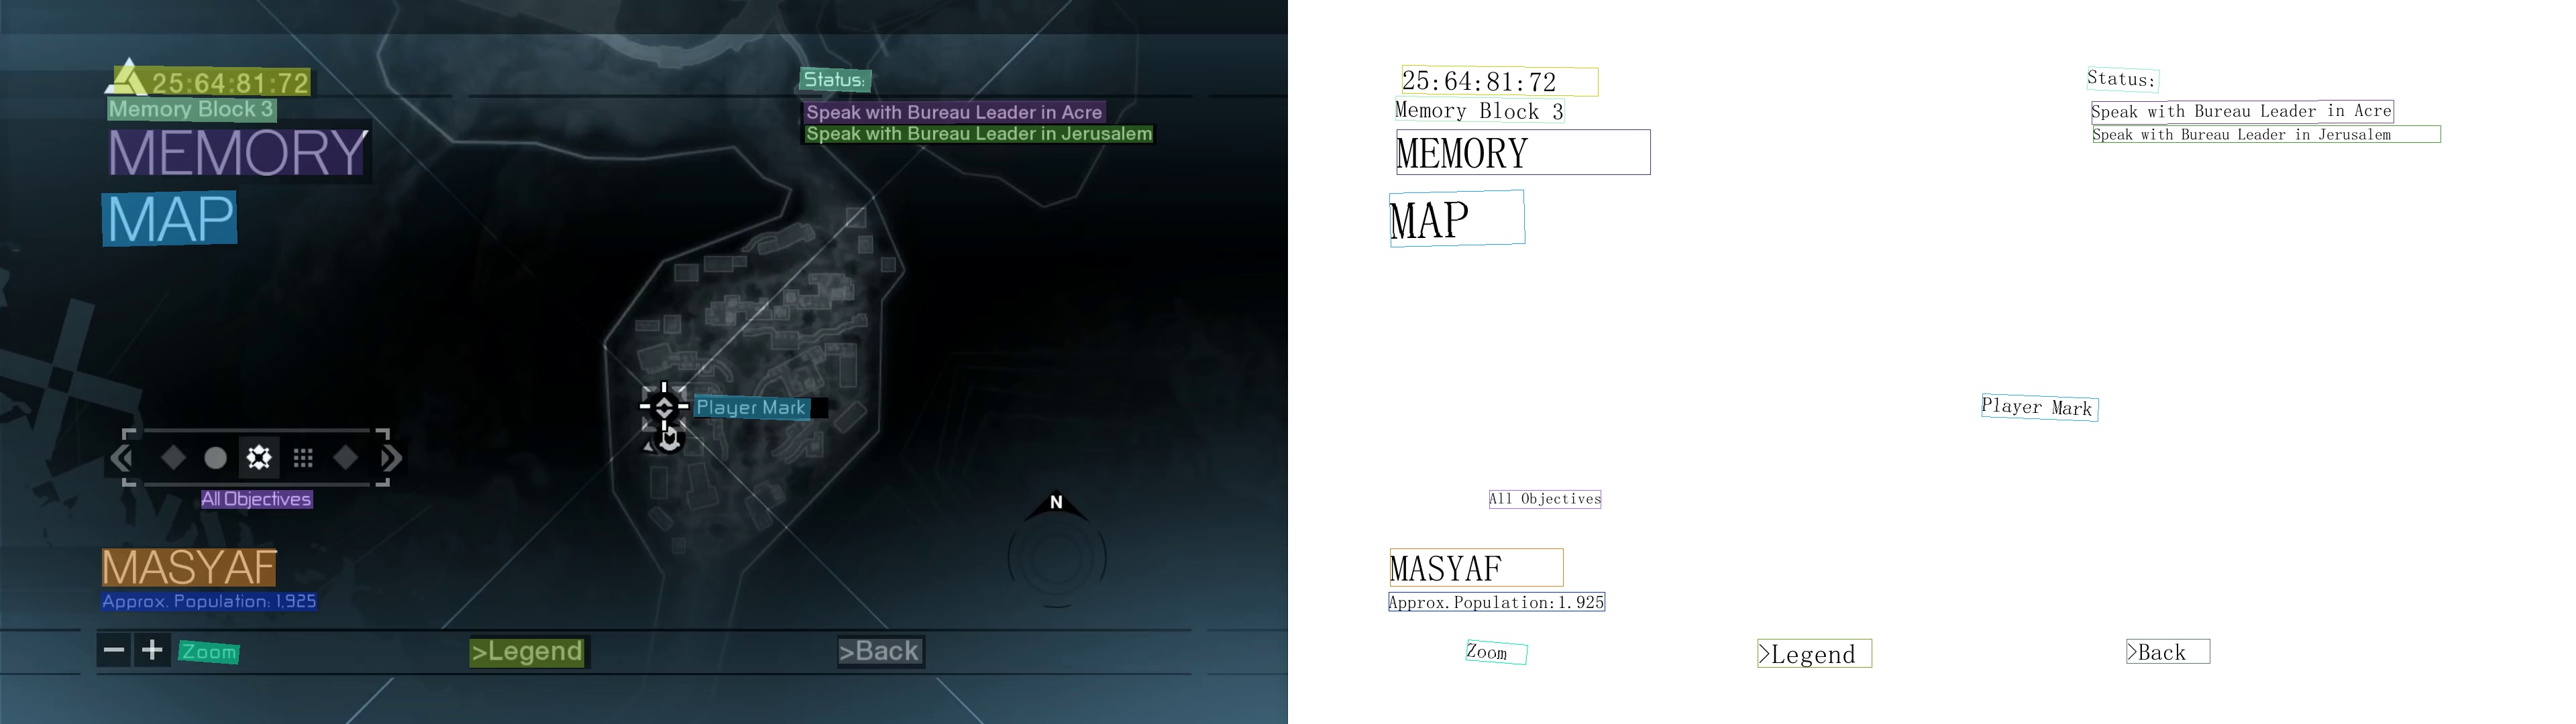 25:64:81:72
Memory Block 3
MEMORY
MAP
Status:
Speak with Bureau Leader in Acre
Speak with Bureau Leader in Jerusalem
Player Mark
All Objectives
N
MASYAF
Approx. Population: 1,925
Zoom
>Legend
>Back
25:64:81:72
Memory Block 3
MEMORY
MAP
Status:
Speak with Bureau Leader in Acre
Speak with Bureau Leader in Jerusalem
Player Mark
All Objectives
MASYAF
Approx.Population:1.925
Zoom
>Legend
>Back